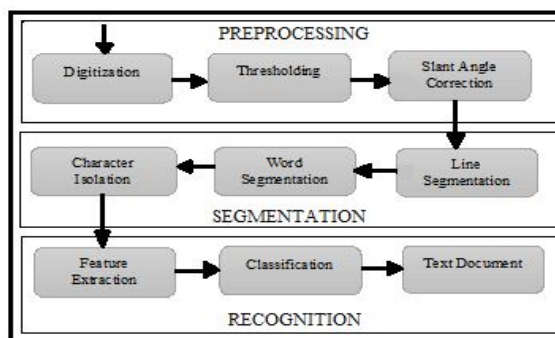 PREPROCESSING
Digitization
Thresholding
Slant Angle
Correction
Character
Isolation
Word
Segmentation
Line
Segmentation
SEGMENTATION
Feature
Extraction
Classification
Text Document
RECOGNITION